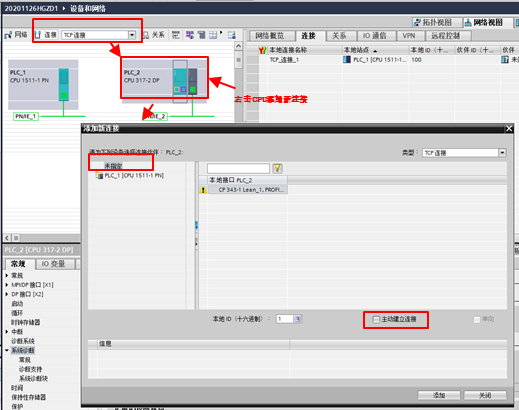 20201126HGZD1 ▸ 设备和网络
拓扑视图 网络视图
网络 连接 TCP 连接 关系
网络概览 连接 关系 IO 通信 VPN 远程控制
本地连接名称 本地站点 本地 ID（十... 伙伴 ID（十...
TCP_连接_1 PLC_1 [CPU 1511-1... 100
PLC_1
CPU 1511-1 PN
PLC_2
CPU 317-2 DP
PN/IE_1
PN/IE_2
右击CPU添加新连接
添加新连接
请为下列设备选择连接伙伴：PLC_2:
类型： TCP 连接
未指定
PLC_1 [CPU 1511-1 PN]
本地接口 PLC_2
CP 343-1 Lean_1, PROFI...
本地 ID（十六进制）： 1
主动建立连接
单向
信息
添加 关闭
PLC_2 [CPU 317-2 DP]
常规 IO 变量
常规
MPI/DP 接口 [X1]
DP 接口 [X2]
启动
循环
时钟存储器
中断
诊断系统
系统诊断
常规
诊断支持
系统诊断块
时间
保持性存储器
保护